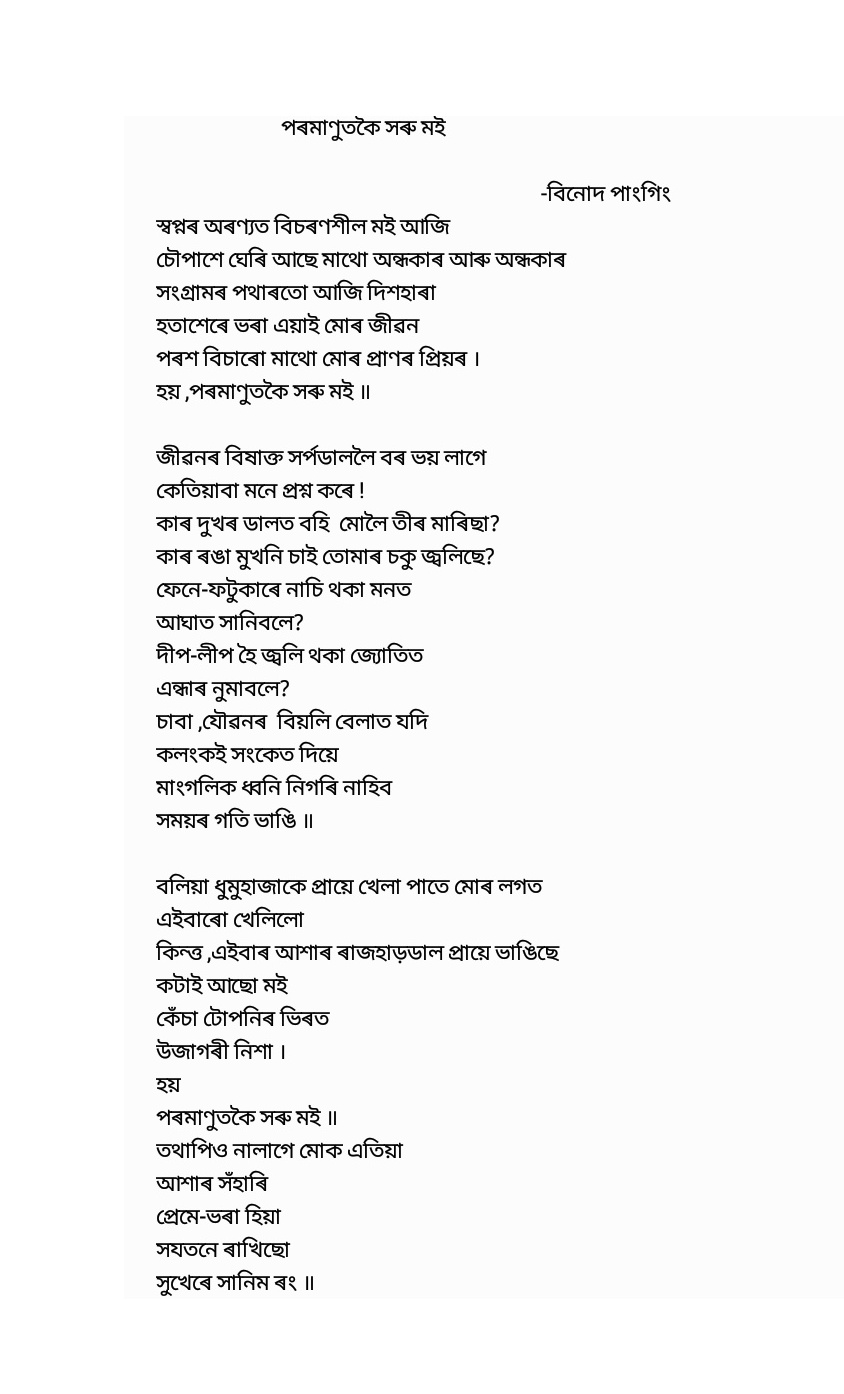 পৰমাণুতকৈ সৰু মই
-বিনোদ পাংগিং
স্বপ্নৰ অৰণ্যত বিচৰণশীল মই আজি
চৌপাশে ঘেৰি আছে মাথো অন্ধকাৰ আৰু অন্ধকাৰ
সংগ্ৰামৰ পথাৰতো আজি দিশহাৰা
হতাশেৰে ভৰা এয়াই মোৰ জীৱন
পৰশ বিচাৰো মাথো মোৰ প্ৰাণৰ প্ৰিয়ৰ ।
হয় ,পৰমাণুতকৈ সৰু মই ॥
জীৱনৰ বিষাক্ত সৰ্পডাললৈ বৰ ভয় লাগে
কেতিয়াবা মনে প্ৰশ্ন কৰে !
কাৰ দুখৰ ডালত বহি  মোলৈ তীৰ মাৰিছা?
কাৰ ৰঙা মুখনি চাই তোমাৰ চকু জ্বলিছে?
ফেনে-ফটুকাৰে নাচি থকা মনত
আঘাত সানিবলে?
দীপ-লীপ হৈ জ্বলি থকা জ্যোতিত
এন্ধাৰ নুমাবলে?
চাবা ,যৌৱনৰ  বিয়লি বেলাত যদি
কলংকই সংকেত দিয়ে
মাংগলিক ধ্বনি নিগৰি নাহিব
সময়ৰ গতি ভাঙি ॥
বলিয়া ধুমুহাজাকে প্ৰায়ে খেলা পাতে মোৰ লগত
এইবাৰো খেলিলো
কিন্ত্ত ,এইবাৰ আশাৰ ৰাজহাড়ডাল প্ৰায়ে ভাঙিছে
কটাই আছো মই
কেঁচা টোপনিৰ ভিৰত
উজাগৰী নিশা ।
হয়
পৰমাণুতকৈ সৰু মই ॥
তথাপিও নালাগে মোক এতিয়া
আশাৰ সঁহাৰি
প্ৰেমে-ভৰা হিয়া
সযতনে ৰাখিছো
সুখেৰে সানিম ৰং ॥